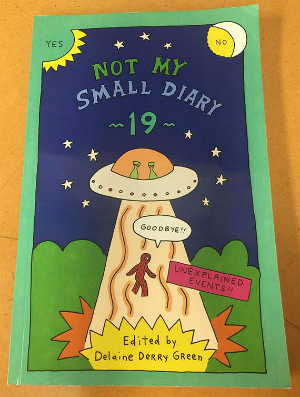 YES
NO
NOT MY
SMALL DIARY
~19~
GOODBYE!!
UNEXPLAINED
EVENTS!!
Edited by
Delaine Derry Green